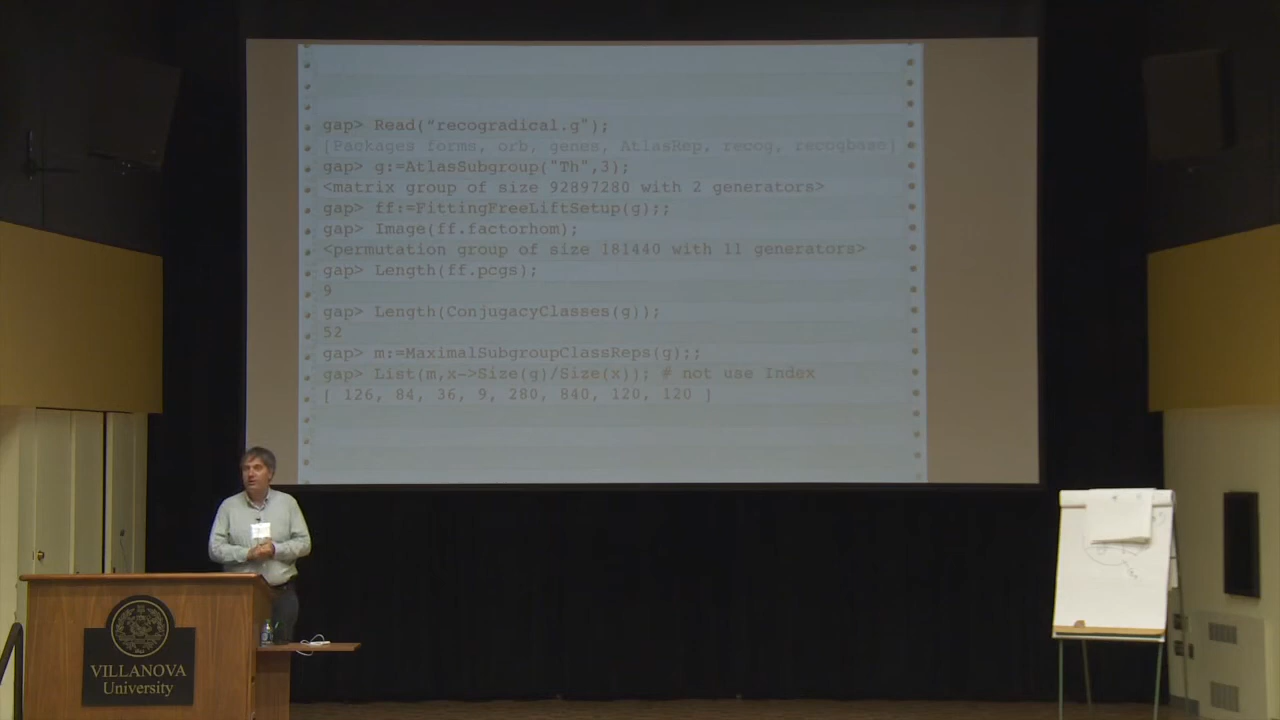 gap> Read("recogradical.g");
[Packages forms, orb, genss, AtlasRep, recog, recogbase]
gap> g:=AtlasSubgroup("Th",3);
<matrix group of size 92897280 with 2 generators>
gap> ff:=FittingFreeLiftSetup(g);;
gap> Image(ff.factorhom);
<permutation group of size 181440 with 11 generators>
gap> Length(ff.pcgs);
9
gap> Length(ConjugacyClasses(g));
52
gap> m:=MaximalSubgroupClassReps(g);;
gap> List(m,x->Size(g)/Size(x)); # not use Index
[ 126, 84, 36, 9, 280, 840, 120, 120 ]
VILLANOVA
University